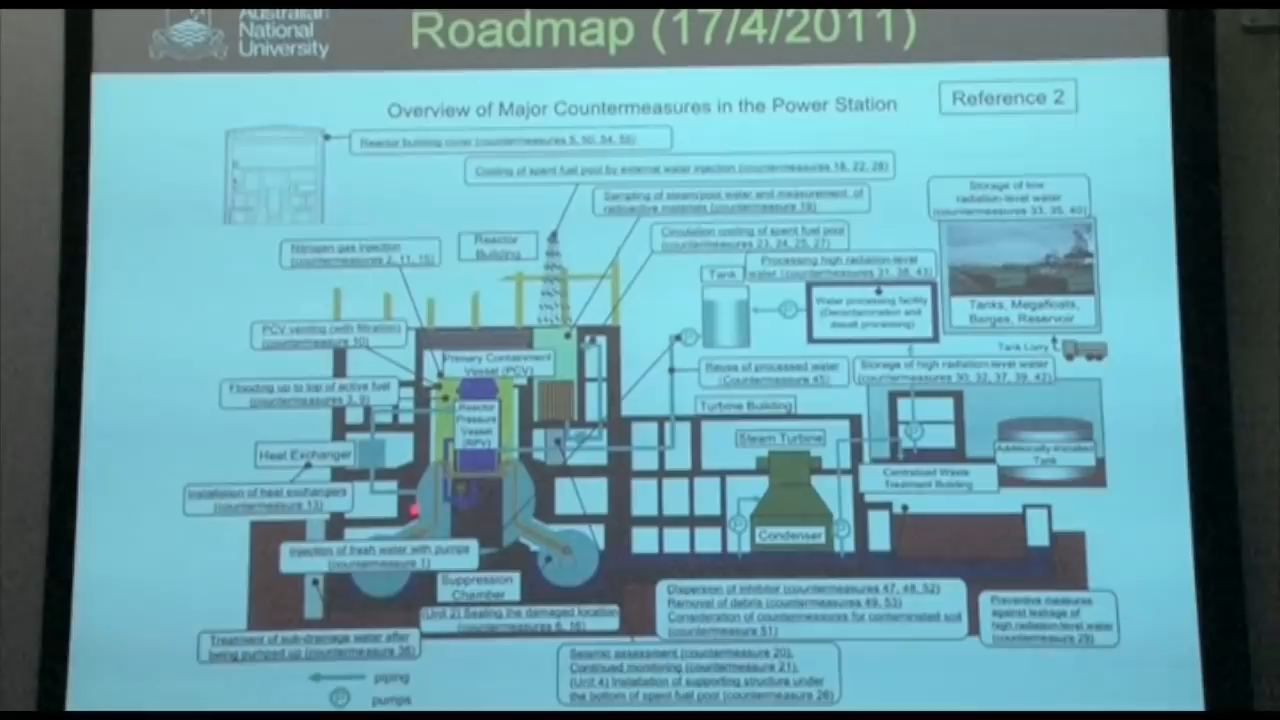 Australian
National
University
Roadmap (17/4/2011)
Overview of Major Countermeasures in the Power Station
Reference 2
Reactor building cover (countermeasures 5, 50, 54, 55)
Cooling of spent fuel pool by external water injection (countermeasures 18, 22, 28)
Sampling of steam/pool water and measurement of
radioactive materials (countermeasure 19)
Storage of low
radiation-level water
(countermeasures 33, 35, 40)
Circulation cooling of spent fuel pool
(countermeasures 23, 24, 25, 27)
Nitrogen gas injection
(countermeasures 2, 11, 15)
Reactor
Building
Tank
Processing high radiation-level
water (countermeasures 31, 38, 43)
Water processing facility
(Decontamination and
desalt processing)
P
Tanks, Megafloats,
Barges, Reservoir
PCV venting (with filtration)
(countermeasure 10)
P
Tank Lorry
Primary Containment
Vessel (PCV)
Flooding up to top of active fuel
(countermeasures 3, 9)
Reuse of processed water
(Countermeasure 45)
Storage of high radiation-level water
(countermeasures 30, 32, 37, 39, 42)
Reactor
Pressure
Vessel
(RPV)
Turbine Building
Steam Turbine
P
Heat Exchanger
Additionally-installed
Tank
Centralized Waste
Treatment Building
Installation of heat exchangers
(countermeasure 13)
P
P
Condenser
Injection of fresh water with pumps
(countermeasure 1)
Suppression
Chamber
(Unit 2) Sealing the damaged location
(countermeasures 6, 16)
Dispersion of inhibitor (countermeasures 47, 48, 52)
Removal of debris (countermeasures 49, 53)
Consideration of countermeasures for contaminated soil
(countermeasure 51)
Preventive measures
against leakage of
high radiation-level water
(countermeasure 29)
Treatment of sub-drainage water after
being pumped up (countermeasure 36)
Seismic assessment (countermeasure 20),
Continued monitoring (countermeasure 21),
(Unit 4) Installation of supporting structure under
the bottom of spent fuel pool (countermeasure 26)
piping
P
pumps